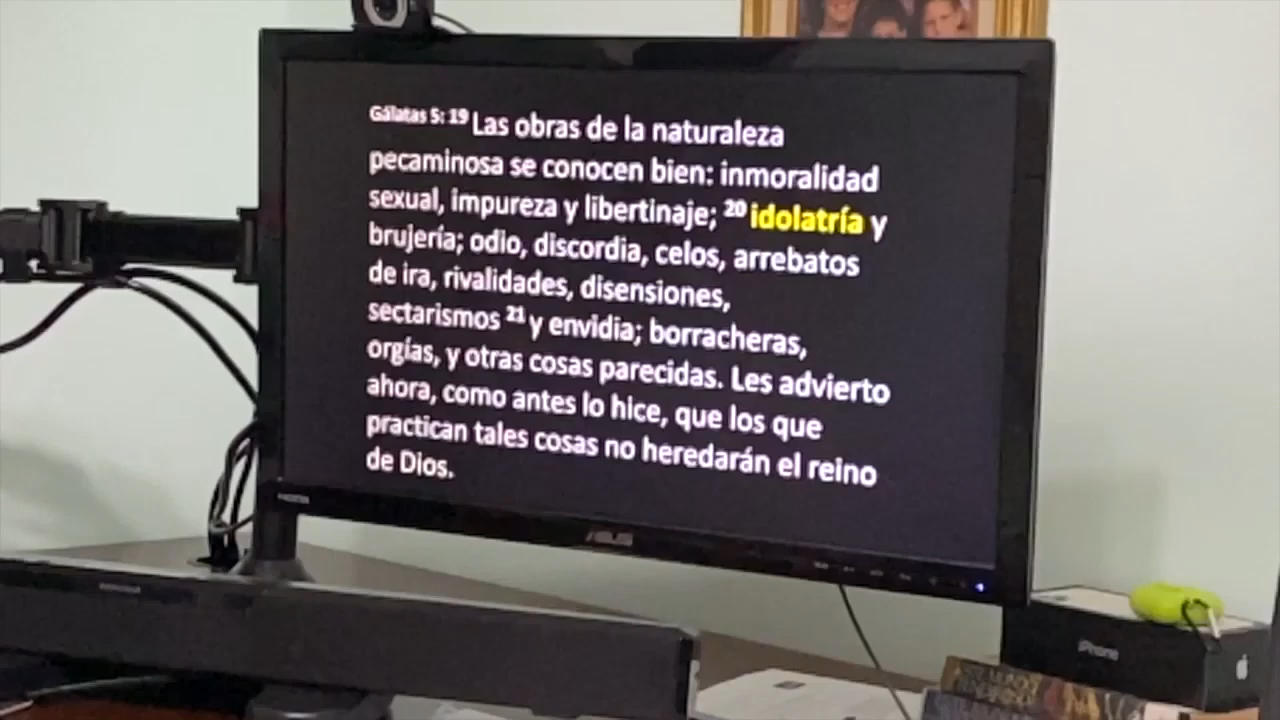 Gálatas 5: 19 Las obras de la naturaleza
pecaminosa se conocen bien: inmoralidad
sexual, impureza y libertinaje; 20 idolatría y
brujería; odio, discordia, celos, arrebatos
de ira, rivalidades, disensiones,
sectarismos 21 y envidia; borracheras,
orgías, y otras cosas parecidas. Les advierto
ahora, como antes lo hice, que los que
practican tales cosas no heredarán el reino
de Dios.
HDMI
ASUS
iPhone